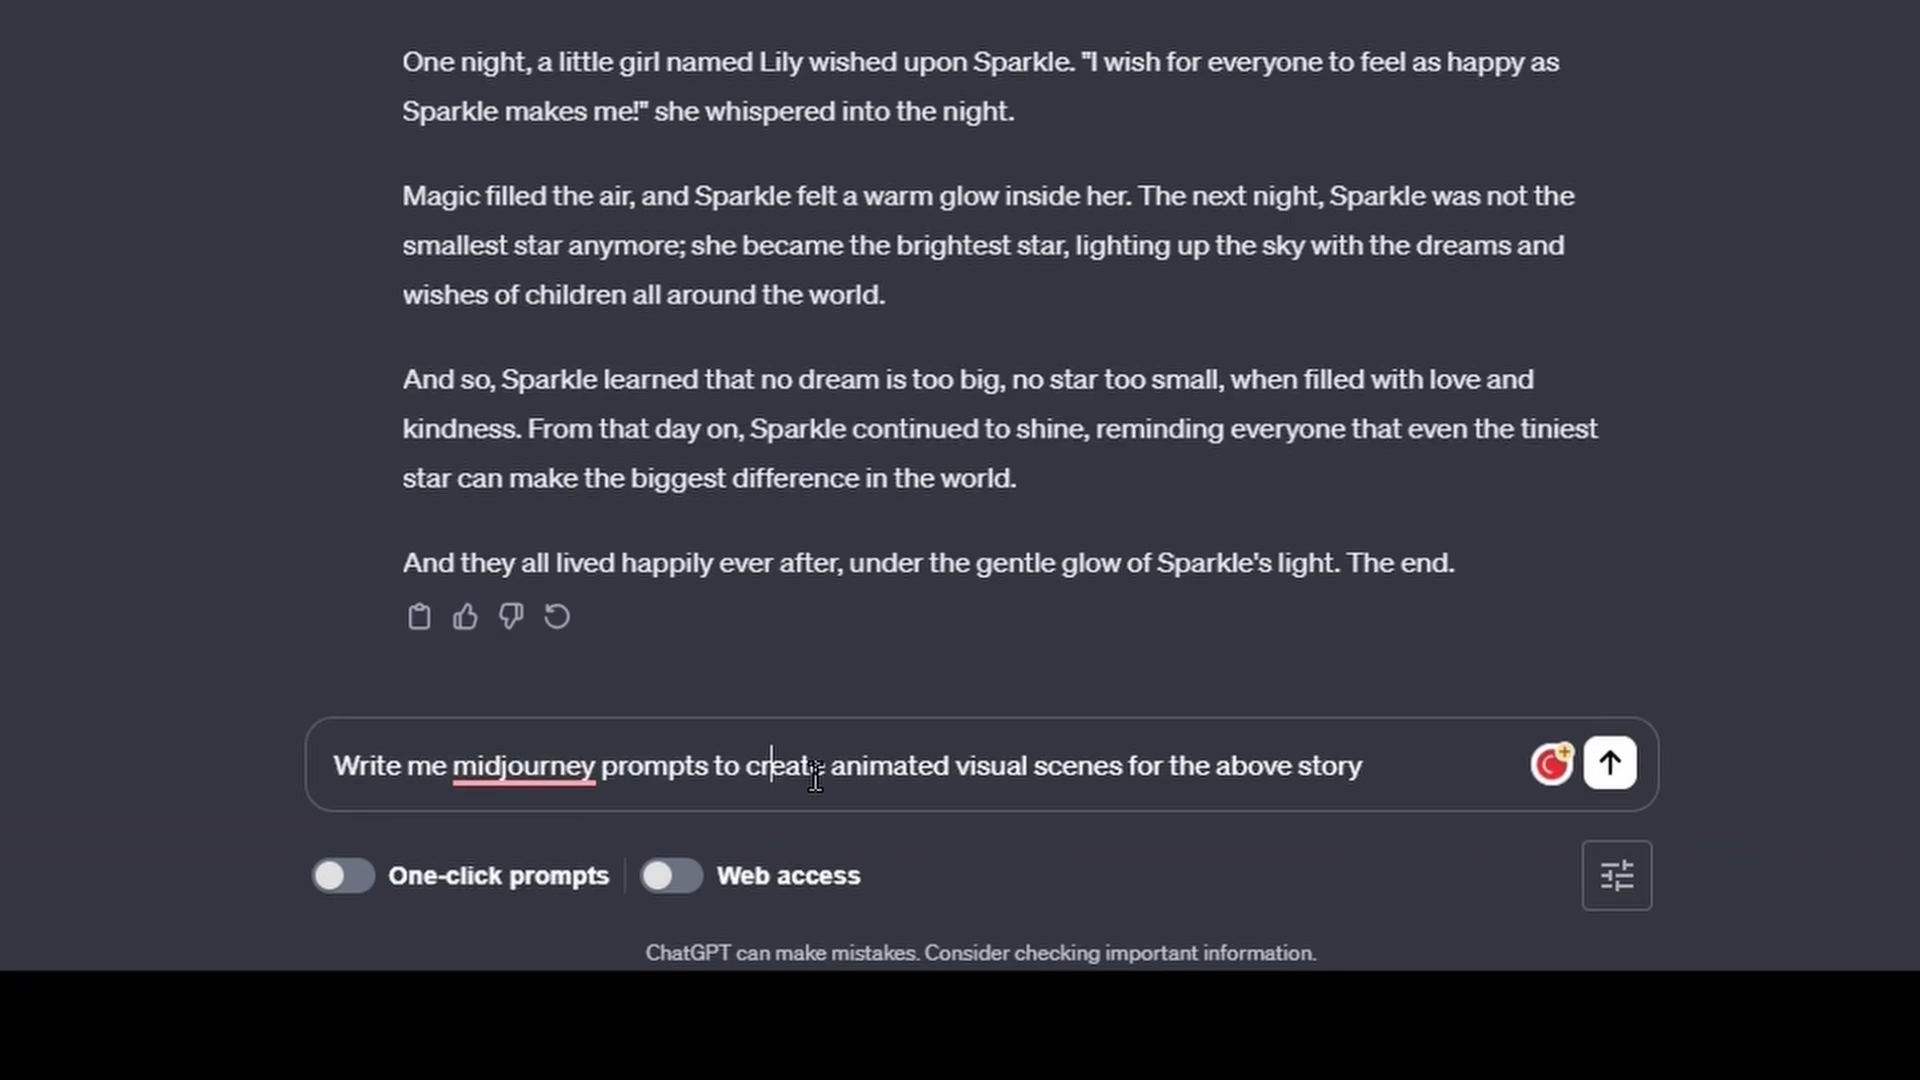 One night, a little girl named Lily wished upon Sparkle. "I wish for everyone to feel as happy as
Sparkle makes me!" she whispered into the night.
Magic filled the air, and Sparkle felt a warm glow inside her. The next night, Sparkle was not the
smallest star anymore; she became the brightest star, lighting up the sky with the dreams and
wishes of children all around the world.
And so, Sparkle learned that no dream is too big, no star too small, when filled with love and
kindness. From that day on, Sparkle continued to shine, reminding everyone that even the tiniest
star can make the biggest difference in the world.
And they all lived happily ever after, under the gentle glow of Sparkle's light. The end.
Write me midjourney prompts to create animated visual scenes for the above story
One-click prompts
Web access
ChatGPT can make mistakes. Consider checking important information.